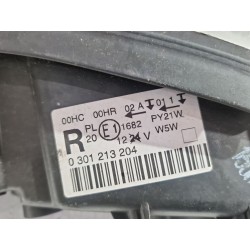 00HC 00HR 02 A 01 1
PL E1 1682 PY21W
R 20 12 V W5W
0 301 213 204